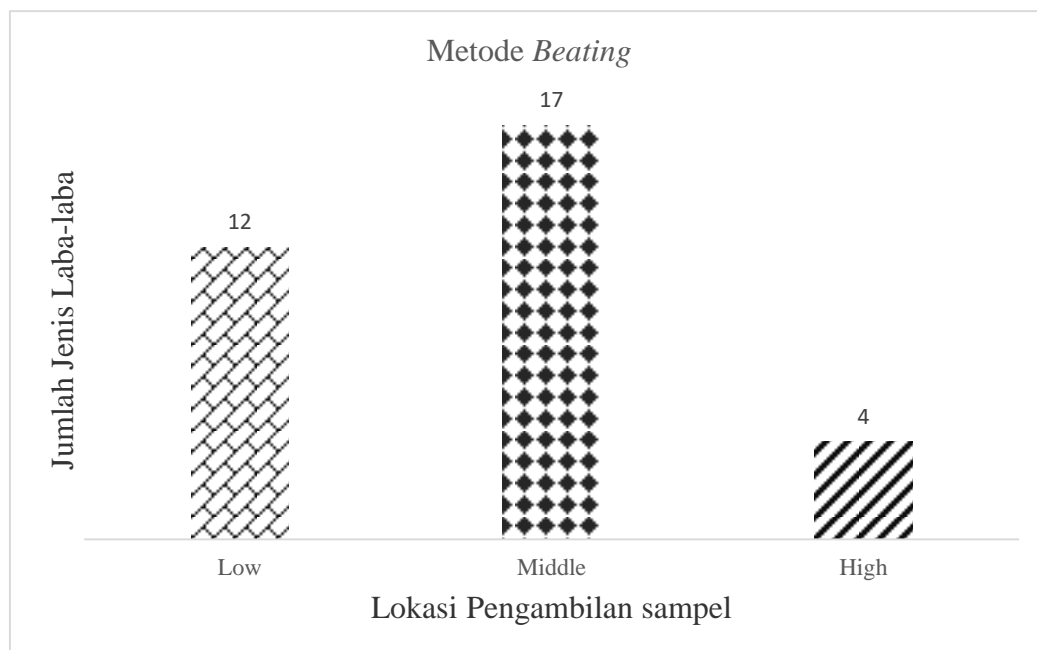 Metode Beating
17
12
4
Jumlah Jenis Laba-laba
Low
Middle
High
Lokasi Pengambilan sampel